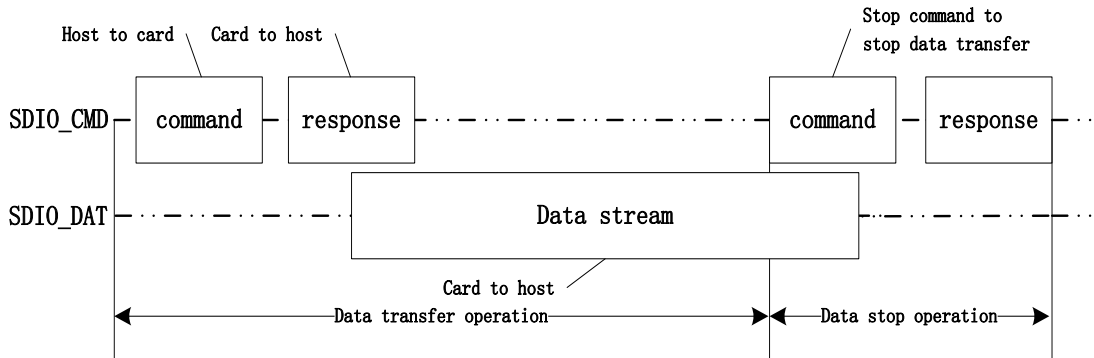 Host to card
Card to host
Stop command to
stop data transfer
SDIO_CMD
command
response
command
response
SDIO_DAT
Data stream
Card to host
Data transfer operation
Data stop operation